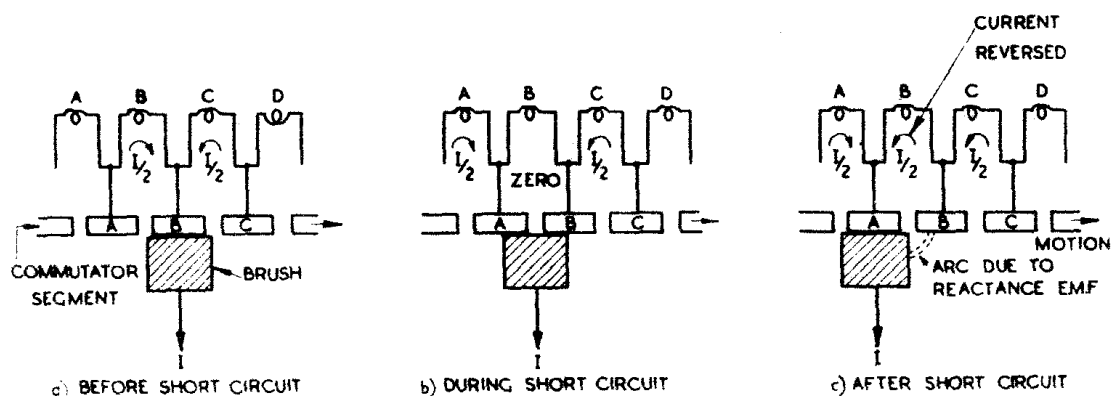 CURRENT
REVERSED
A B C D
I/2 I/2
A B C
COMMUTATOR
SEGMENT
BRUSH
I
a) BEFORE SHORT CIRCUIT
A B C D
I/2 I/2
ZERO
A B C
I
b) DURING SHORT CIRCUIT
A B C D
I/2 I/2 I/2
A B C
MOTION
ARC DUE TO
REACTANCE E.M.F
I
c) AFTER SHORT CIRCUIT